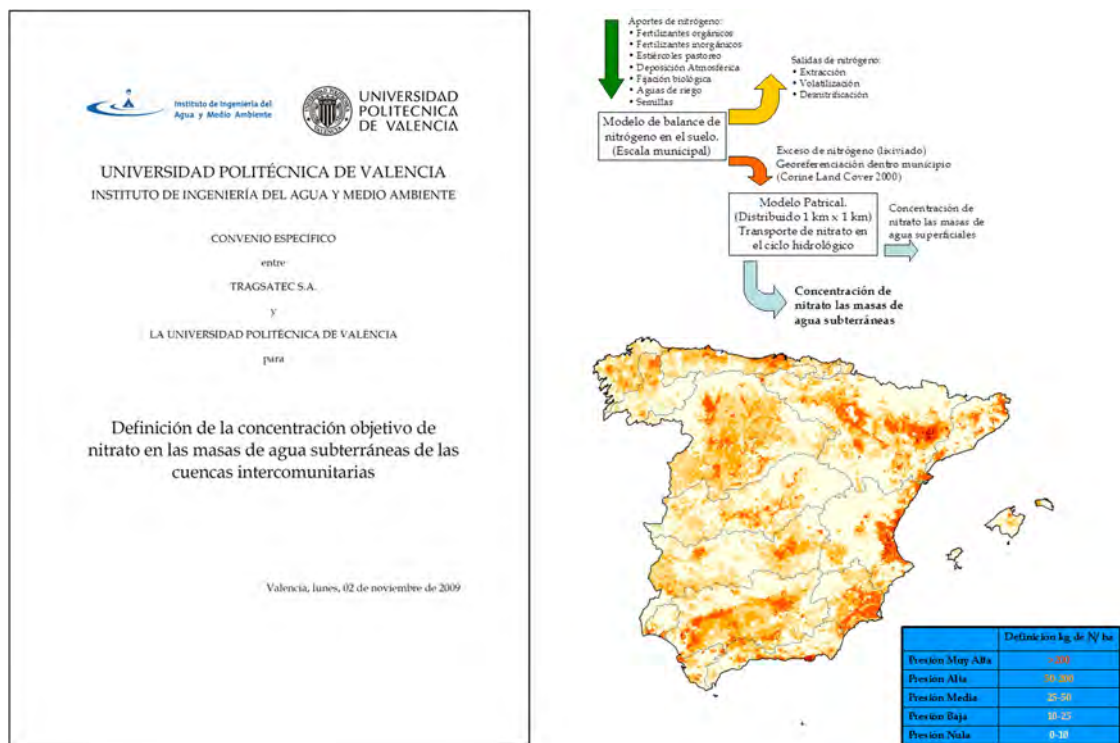 Instituto de Ingeniería del
Agua y Medio Ambiente
UNIVERSIDAD
POLITECNICA
DE VALENCIA
UNIVERSIDAD POLITÉCNICA DE VALENCIA
INSTITUTO DE INGENIERÍA DEL AGUA Y MEDIO AMBIENTE
CONVENIO ESPECÍFICO
entre
TRAGSATEC S.A.
y
LA UNIVERSIDAD POLITÉCNICA DE VALENCIA
para
Definición de la concentración objetivo de
nitrato en las masas de agua subterráneas de las
cuencas intercomunitarias
Valencia, lunes, 02 de noviembre de 2009
Aportes de nitrógeno:
• Fertilizantes orgánicos
• Fertilizantes inorgánicos
• Estiércoles pastoreo
• Deposición Atmosférica
• Fijación biológica
• Aguas de riego
• Semillas
Salidas de nitrógeno:
• Extracción
• Volatilización
• Desnitrificación
Modelo de balance de
nitrógeno en el suelo.
(Escala municipal)
Exceso de nitrógeno (lixiviado)
Georeferenciación dentro municipio
(Corine Land Cover 2000)
Modelo Patrical.
(Distribuido 1 km x 1 km)
Transporte de nitrato en
el ciclo hidrológico
Concentración de
nitrato las masas de
agua superficiales
Concentración de
nitrato las masas de
agua subterráneas
Definición kg de N/ha
Presión Muy Alta
Presión Alta
Presión Media 25-50
Presión Baja 10-25
Presión Nula 0-10